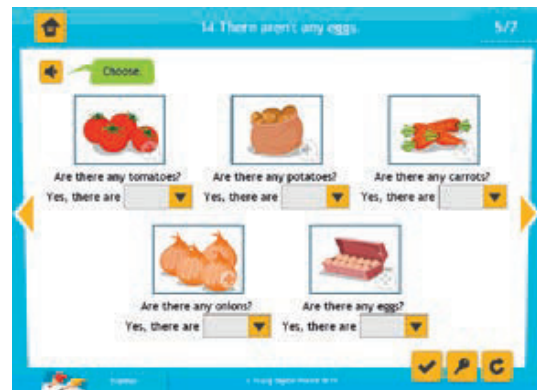 14 There aren't any eggs.
5/7
Choose.
Are there any tomatoes?
Yes, there are
Are there any potatoes?
Yes, there are
Are there any carrots?
Yes, there are
Are there any onions?
Yes, there are
Are there any eggs?
Yes, there are